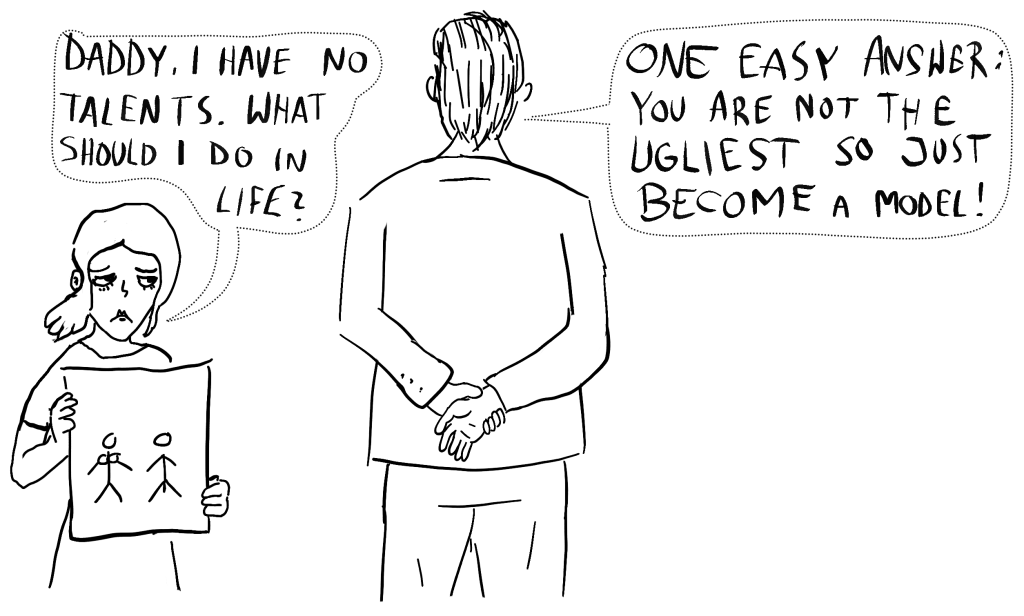 DADDY, I HAVE NO
TALENTS. WHAT
SHOULD I DO IN
LIFE?
ONE EASY ANSWER:
YOU ARE NOT THE
UGLIEST SO JUST
BECOME A MODEL!